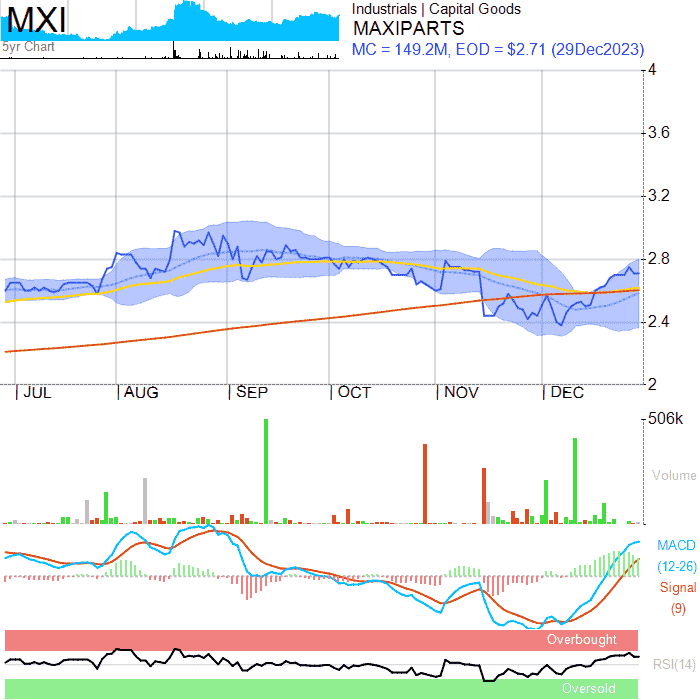 MXI
5yr Chart
Industrials | Capital Goods
MAXIPARTS
MC = 149.2M, EOD = $2.71 (29Dec2023)
4
3.6
3.2
2.8
2.4
2
JUL AUG SEP OCT NOV DEC
506k
Volume
MACD
(12-26)
Signal
(9)
Overbought
RSI(14)
Oversold